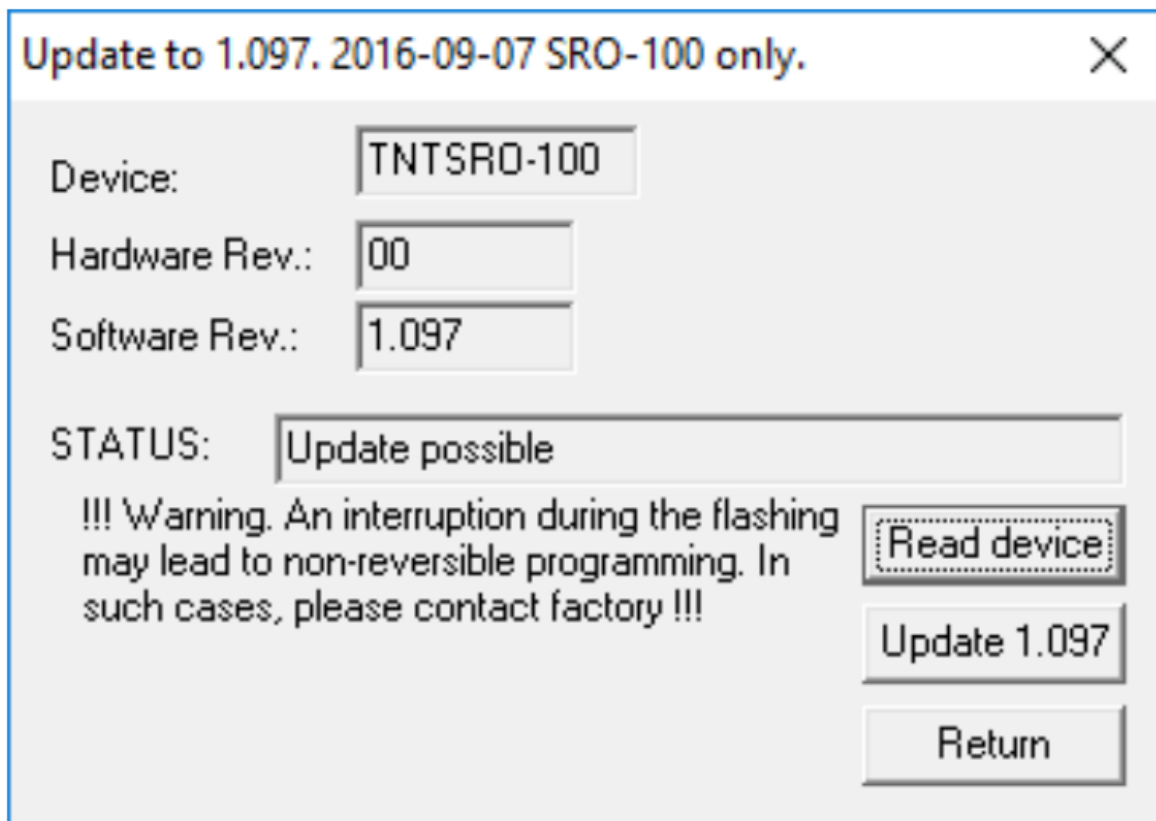 Update to 1.097. 2016-09-07 SRO-100 only.
Device: TNTSRO-100
Hardware Rev.: 00
Software Rev.: 1.097
STATUS: Update possible
!!! Warning. An interruption during the flashing
may lead to non-reversible programming. In
such cases, please contact factory !!!
Read device
Update 1.097
Return